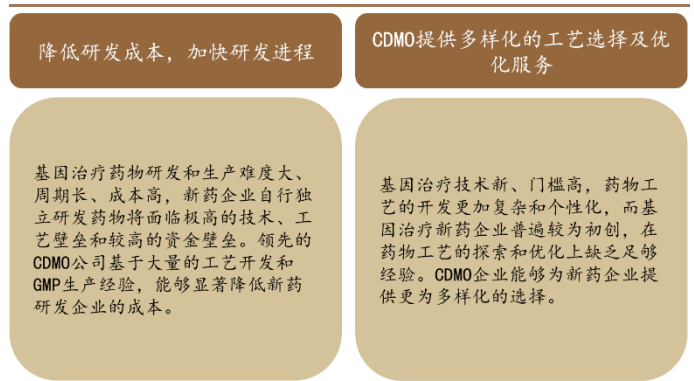 降低研发成本，加快研发进程
CDMO提供多样化的工艺选择及优
化服务
基因治疗药物研发和生产难度大、
周期长、成本高，新药企业自行独
立研发药物将面临极高的技术、工
艺壁垒和较高的资金壁垒。领先的
CDMO公司基于大量的工艺开发和
GMP生产经验，能够显著降低新药
研发企业的成本。
基因治疗技术新、门槛高，药物工
艺的开发更加复杂和个性化，而基
因治疗新药企业普遍较为初创，在
药物工艺的探索和优化上缺乏足够
经验。CDMO企业能够为新药企业提
供更为多样化的选择。